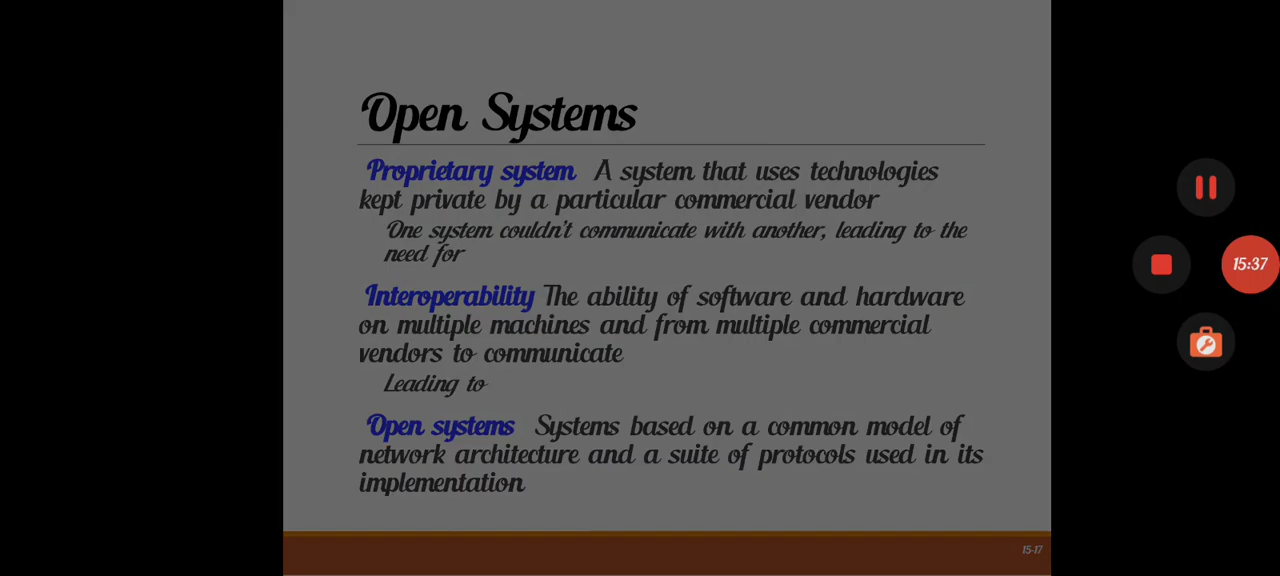 Open Systems
Proprietary system A system that uses technologies
kept private by a particular commercial vendor
One system couldn't communicate with another, leading to the
need for
Interoperability The ability of software and hardware
on multiple machines and from multiple commercial
vendors to communicate
Leading to
Open systems Systems based on a common model of
network architecture and a suite of protocols used in its
implementation
15-17
15:37